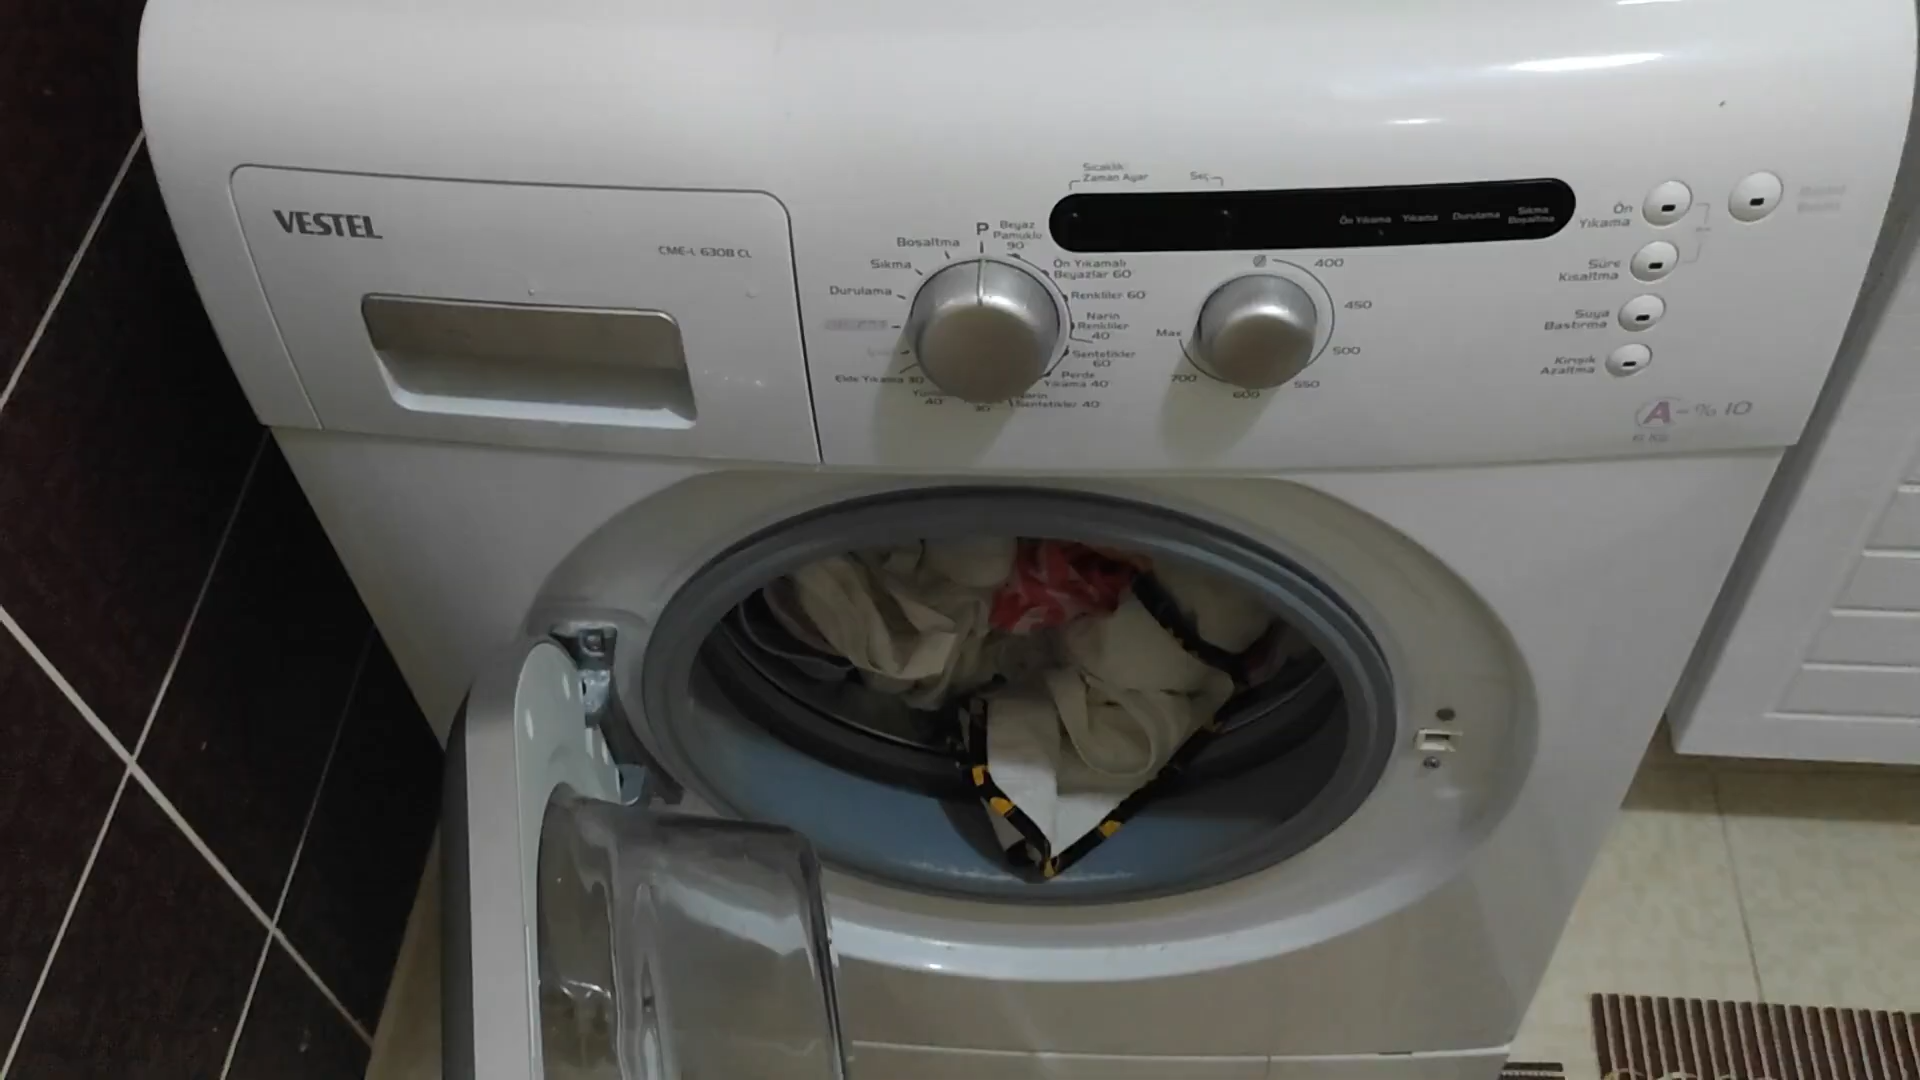 VESTEL
CME-L 6308 CL
Sıcaklık
Zaman Ayar
Seç
Ön Yıkama Yıkama Durulama Sıkma
Boşaltma
P
Beyaz
Pamuklu
90°
Ön Yıkamalı
Beyazlar 60°
Renkliler 60°
Narin
Renkliler
40°
Sentetikler
60°
Perde
Yıkama 40°
Narin
Sentetikler 40°
30°
40°
Elde Yıkama 30°
Durulama
Sıkma
Boşaltma
400
450
500
550
600
700
Max
Ön
Yıkama
Süre
Kısaltma
Suya
Bastırma
Kırışık
Azaltma
A-% 10